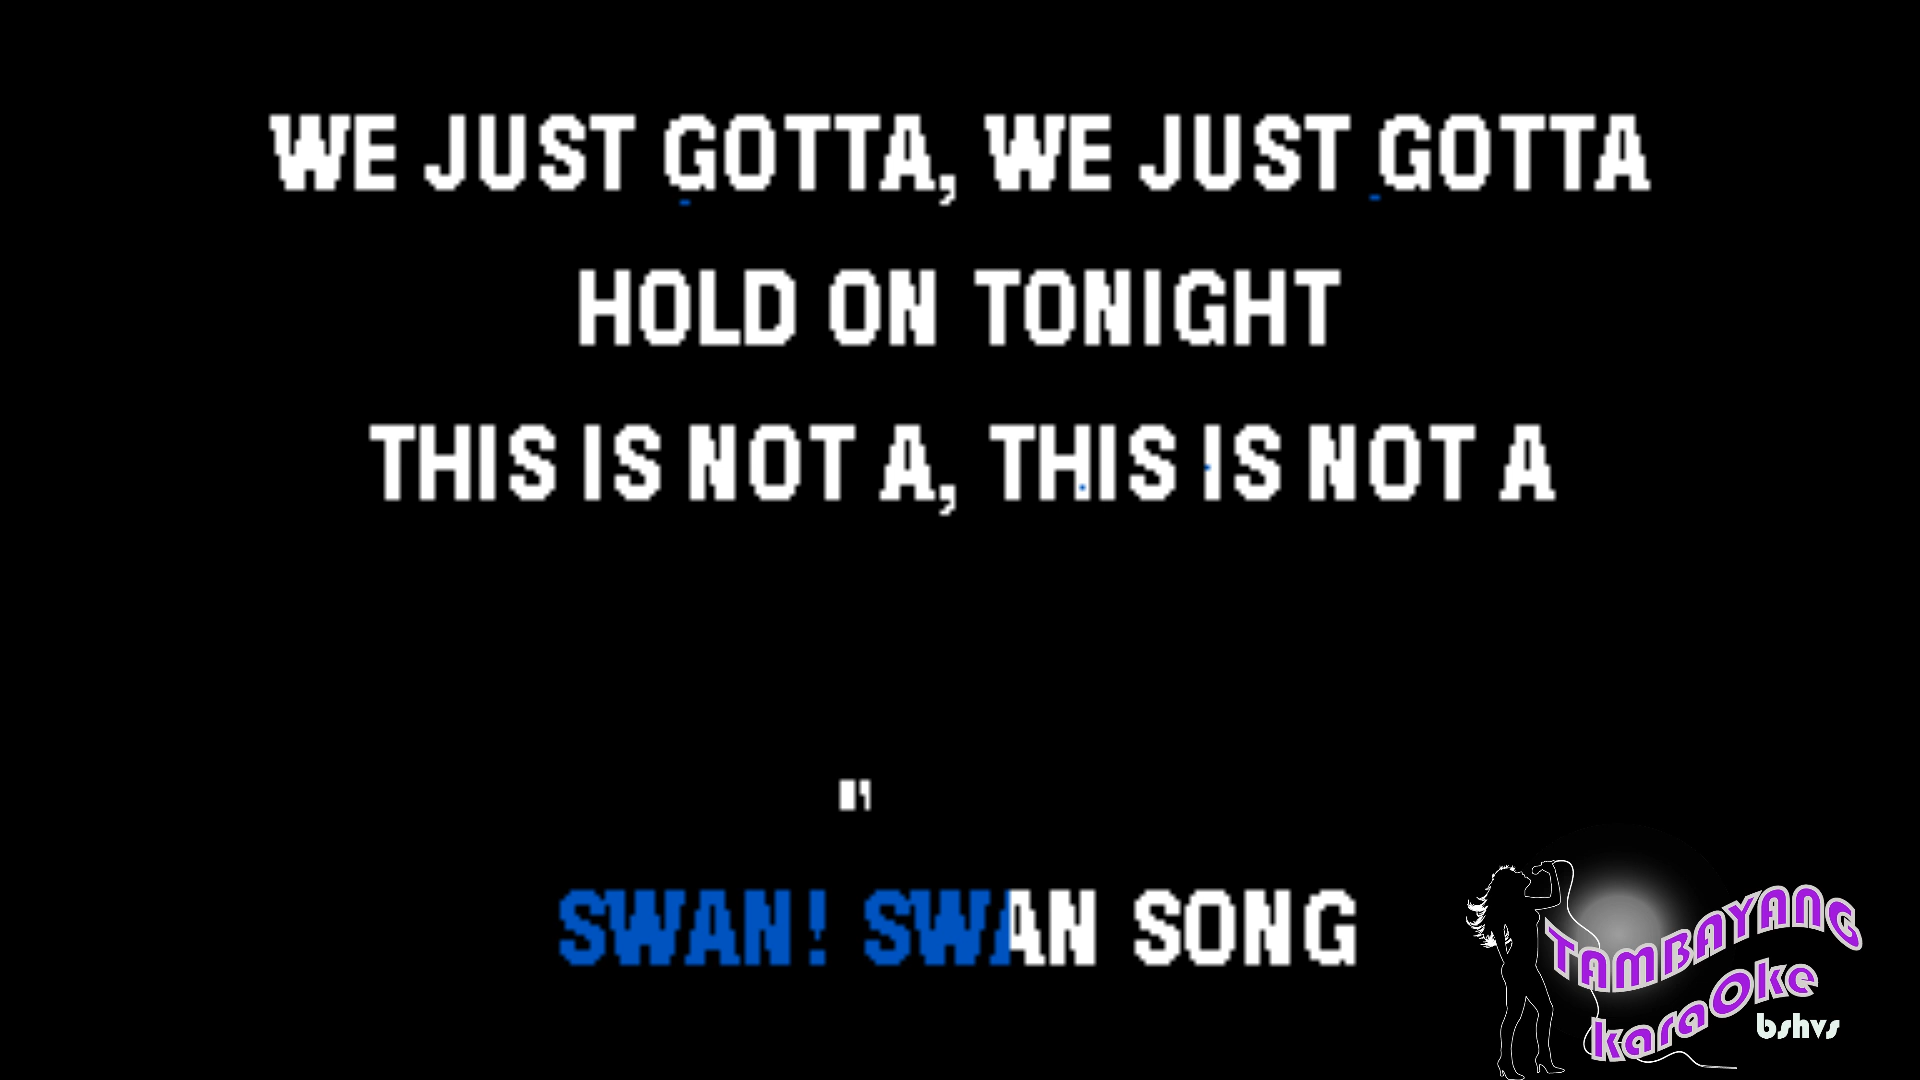 WE JUST GOTTA, WE JUST GOTTA
HOLD ON TONIGHT
THIS IS NOT A, THIS IS NOT A
"
SWAN! SWAN SONG
TAMBAYANG
karaOke
bshvs